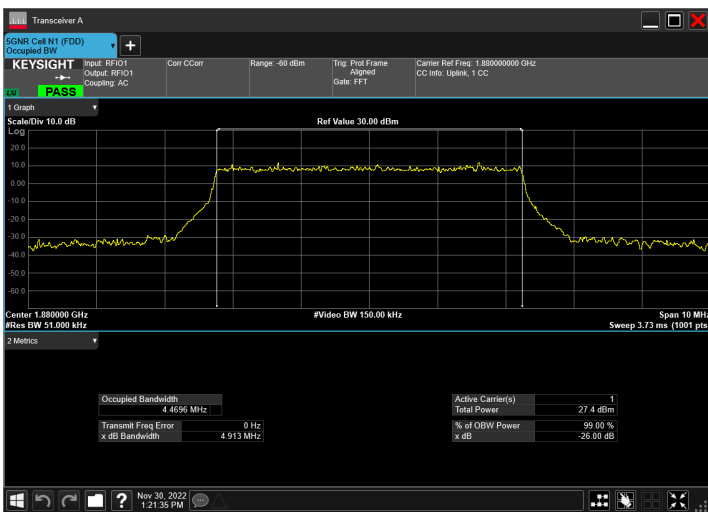 Transceiver A
5GNR Cell N1 (FDD)
Occupied BW
KEYSIGHT
LXI
PASS
Input: RFIO1
Output: RFIO1
Coupling: AC
Corr CCorr
Range: -60 dBm
Trig: Prot Frame
Aligned
Gate: FFT
Carrier Ref Freq: 1.880000000 GHz
CC Info: Uplink, 1 CC
1 Graph
Scale/Div 10.0 dB
Ref Value 30.00 dBm
Log
20.0
10.0
0.00
-10.0
-20.0
-30.0
-40.0
-50.0
-60.0
Center 1.880000 GHz
#Video BW 150.00 kHz
Span 10 MHz
#Res BW 51.000 kHz
Sweep 3.73 ms (1001 pts
2 Metrics
Occupied Bandwidth
4.4696 MHz
Transmit Freq Error 0 Hz
x dB Bandwidth 4.913 MHz
Active Carrier(s) 1
Total Power 27.4 dBm
% of OBW Power 99.00 %
x dB -26.00 dB
Nov 30, 2022
1:21:35 PM